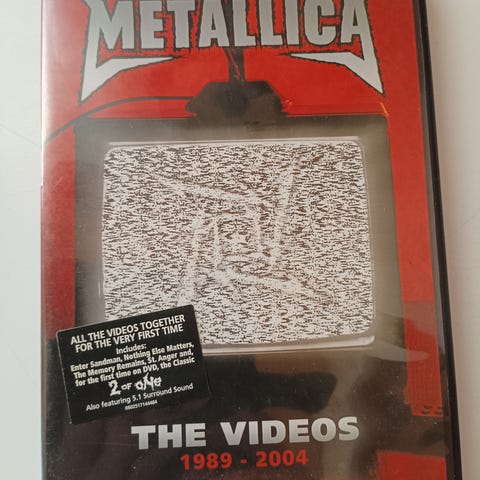 METALLICA
ALL THE VIDEOS TOGETHER
FOR THE VERY FIRST TIME
Includes:
Enter Sandman, Nothing Else Matters,
The Memory Remains, St. Anger and,
for the first time on DVD, the Classic
2 OF ONE
Also featuring 5.1 Surround Sound
0602517144484
THE VIDEOS
1989 - 2004